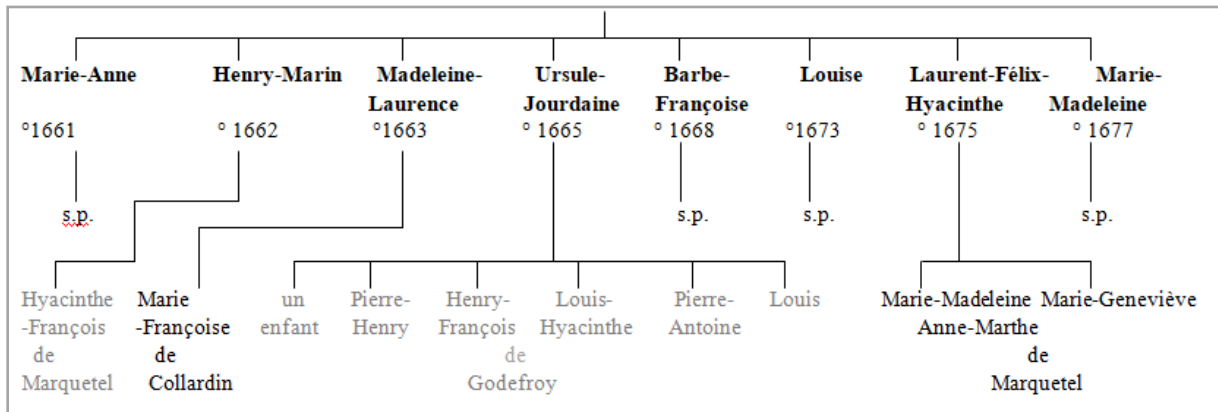 Marie-Anne Henry-Marin Madeleine- Ursule- Barbe- Louise Laurent-Félix- Marie-
Laurence Jourdaine Françoise Hyacinthe Madeleine
°1661 ° 1662 °1663 ° 1665 ° 1668 °1673 ° 1675 ° 1677
s.p. s.p. s.p. s.p.
Hyacinthe Marie un Pierre- Henry- Louis- Pierre- Louis Marie-Madeleine Marie-Geneviève
-François -Françoise enfant Henry François Hyacinthe Antoine Anne-Marthe
de de de de
Marquetel Collardin Godefroy Marquetel